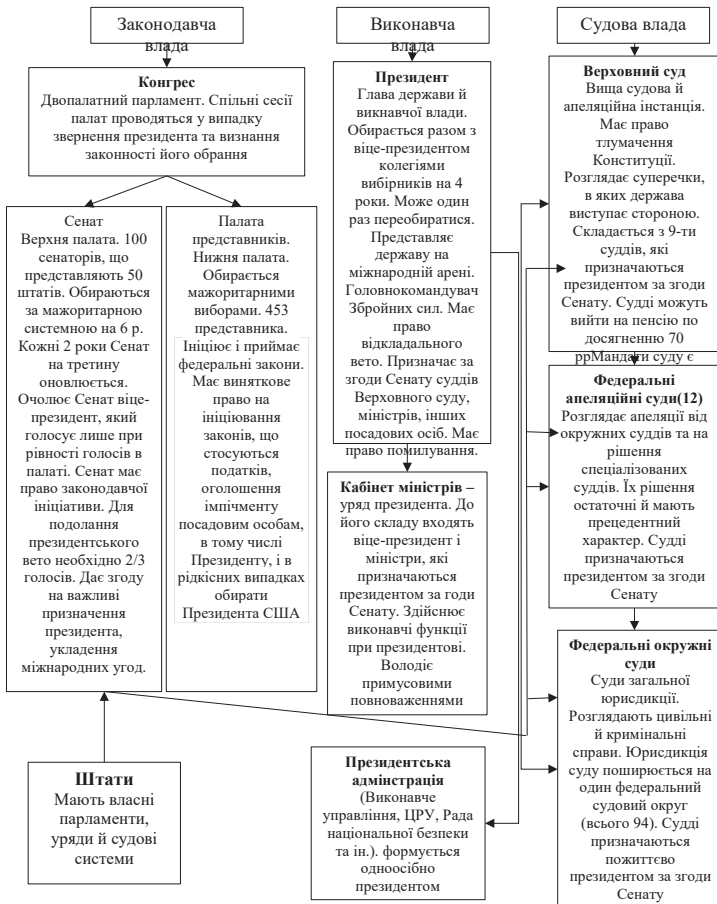 Законодавча
влада
Конгрес
Двопалатний парламент. Спільні сесії
палат проводяться у випадку
звернення президента та визнання
законності його обрання
Сенат
Верхня палата. 100
сенаторів, що
представляють 50
штатів. Обираються
за мажоритарною
системною на 6 р.
Кожні 2 роки Сенат
на третину
оновлюється.
Очолює Сенат віце-
президент, який
голосує лише при
рівності голосів в
палаті. Сенат має
право законодавчої
ініціативи. Для
подолання
президентського
вето необхідно 2/3
голосів. Дає згоду
на важливі
призначення
президента,
укладення
міжнародних угод.
Палата
представників.
Нижня палата.
Обирається
мажоритарними
виборами. 453
представника.
Ініціює і приймає
федеральні закони.
Має виняткове
право на
ініціювання
законів, що
стосуються
податків,
оголошення
імпічменту
посадовим особам,
в тому числі
Президенту, і в
рідкісних випадках
обирати
Президента США
Штати
Мають власні
парламенти,
уряди й судові
системи
Виконавча
влада
Президент
Глава держави й
викнавчої влади.
Обирається разом з
віце-президентом
колегіями
вибірників на 4
роки. Може один
раз переобиратися.
Представляє
державу на
міжнародній арені.
Головнокомандувач
Збройних сил. Має
право
відкладального
вето. Призначає за
згоди Сенату суддів
Верховного суду,
міністрів, інших
посадових осіб. Має
право помилування.
Кабінет міністрів –
уряд президента. До
його складу входять
віце-президент і
міністри, які
призначаються
президентом за годи
Сенату. Здійснює
виконавчі функції
при президентові.
Володіє
примусовими
повноваженнями
Президентська
адміністрація
(Виконавче
управління, ЦРУ, Рада
національної безпеки
та ін.). формується
одноосібно
президентом
Судова влада
Верховний суд
Вища судова й
апеляційна інстанція.
Має право
тлумачення
Конституції.
Розглядає суперечки,
в яких держава
виступає стороною.
Складається з 9-ти
суддів, які
призначаються
президентом за згоди
Сенату. Судді можуть
вийти на пенсію по
досягненню 70
ррМандати суду є
Федеральні
апеляційні суди(12)
Розглядає апеляції від
окружних суддів та на
рішення
спеціалізованих
суддів. Їх рішення
остаточні й мають
прецедентний
характер. Судді
призначаються
президентом за згоди
Сенату
Федеральні окружні
суди
Суди загальної
юрисдикції.
Розглядають цивільні
й кримінальні
справи. Юрисдикція
суду поширюється на
один федеральний
судовий округ
(всього 94). Судді
призначаються
пожиттєво
президентом за згоди
Сенату